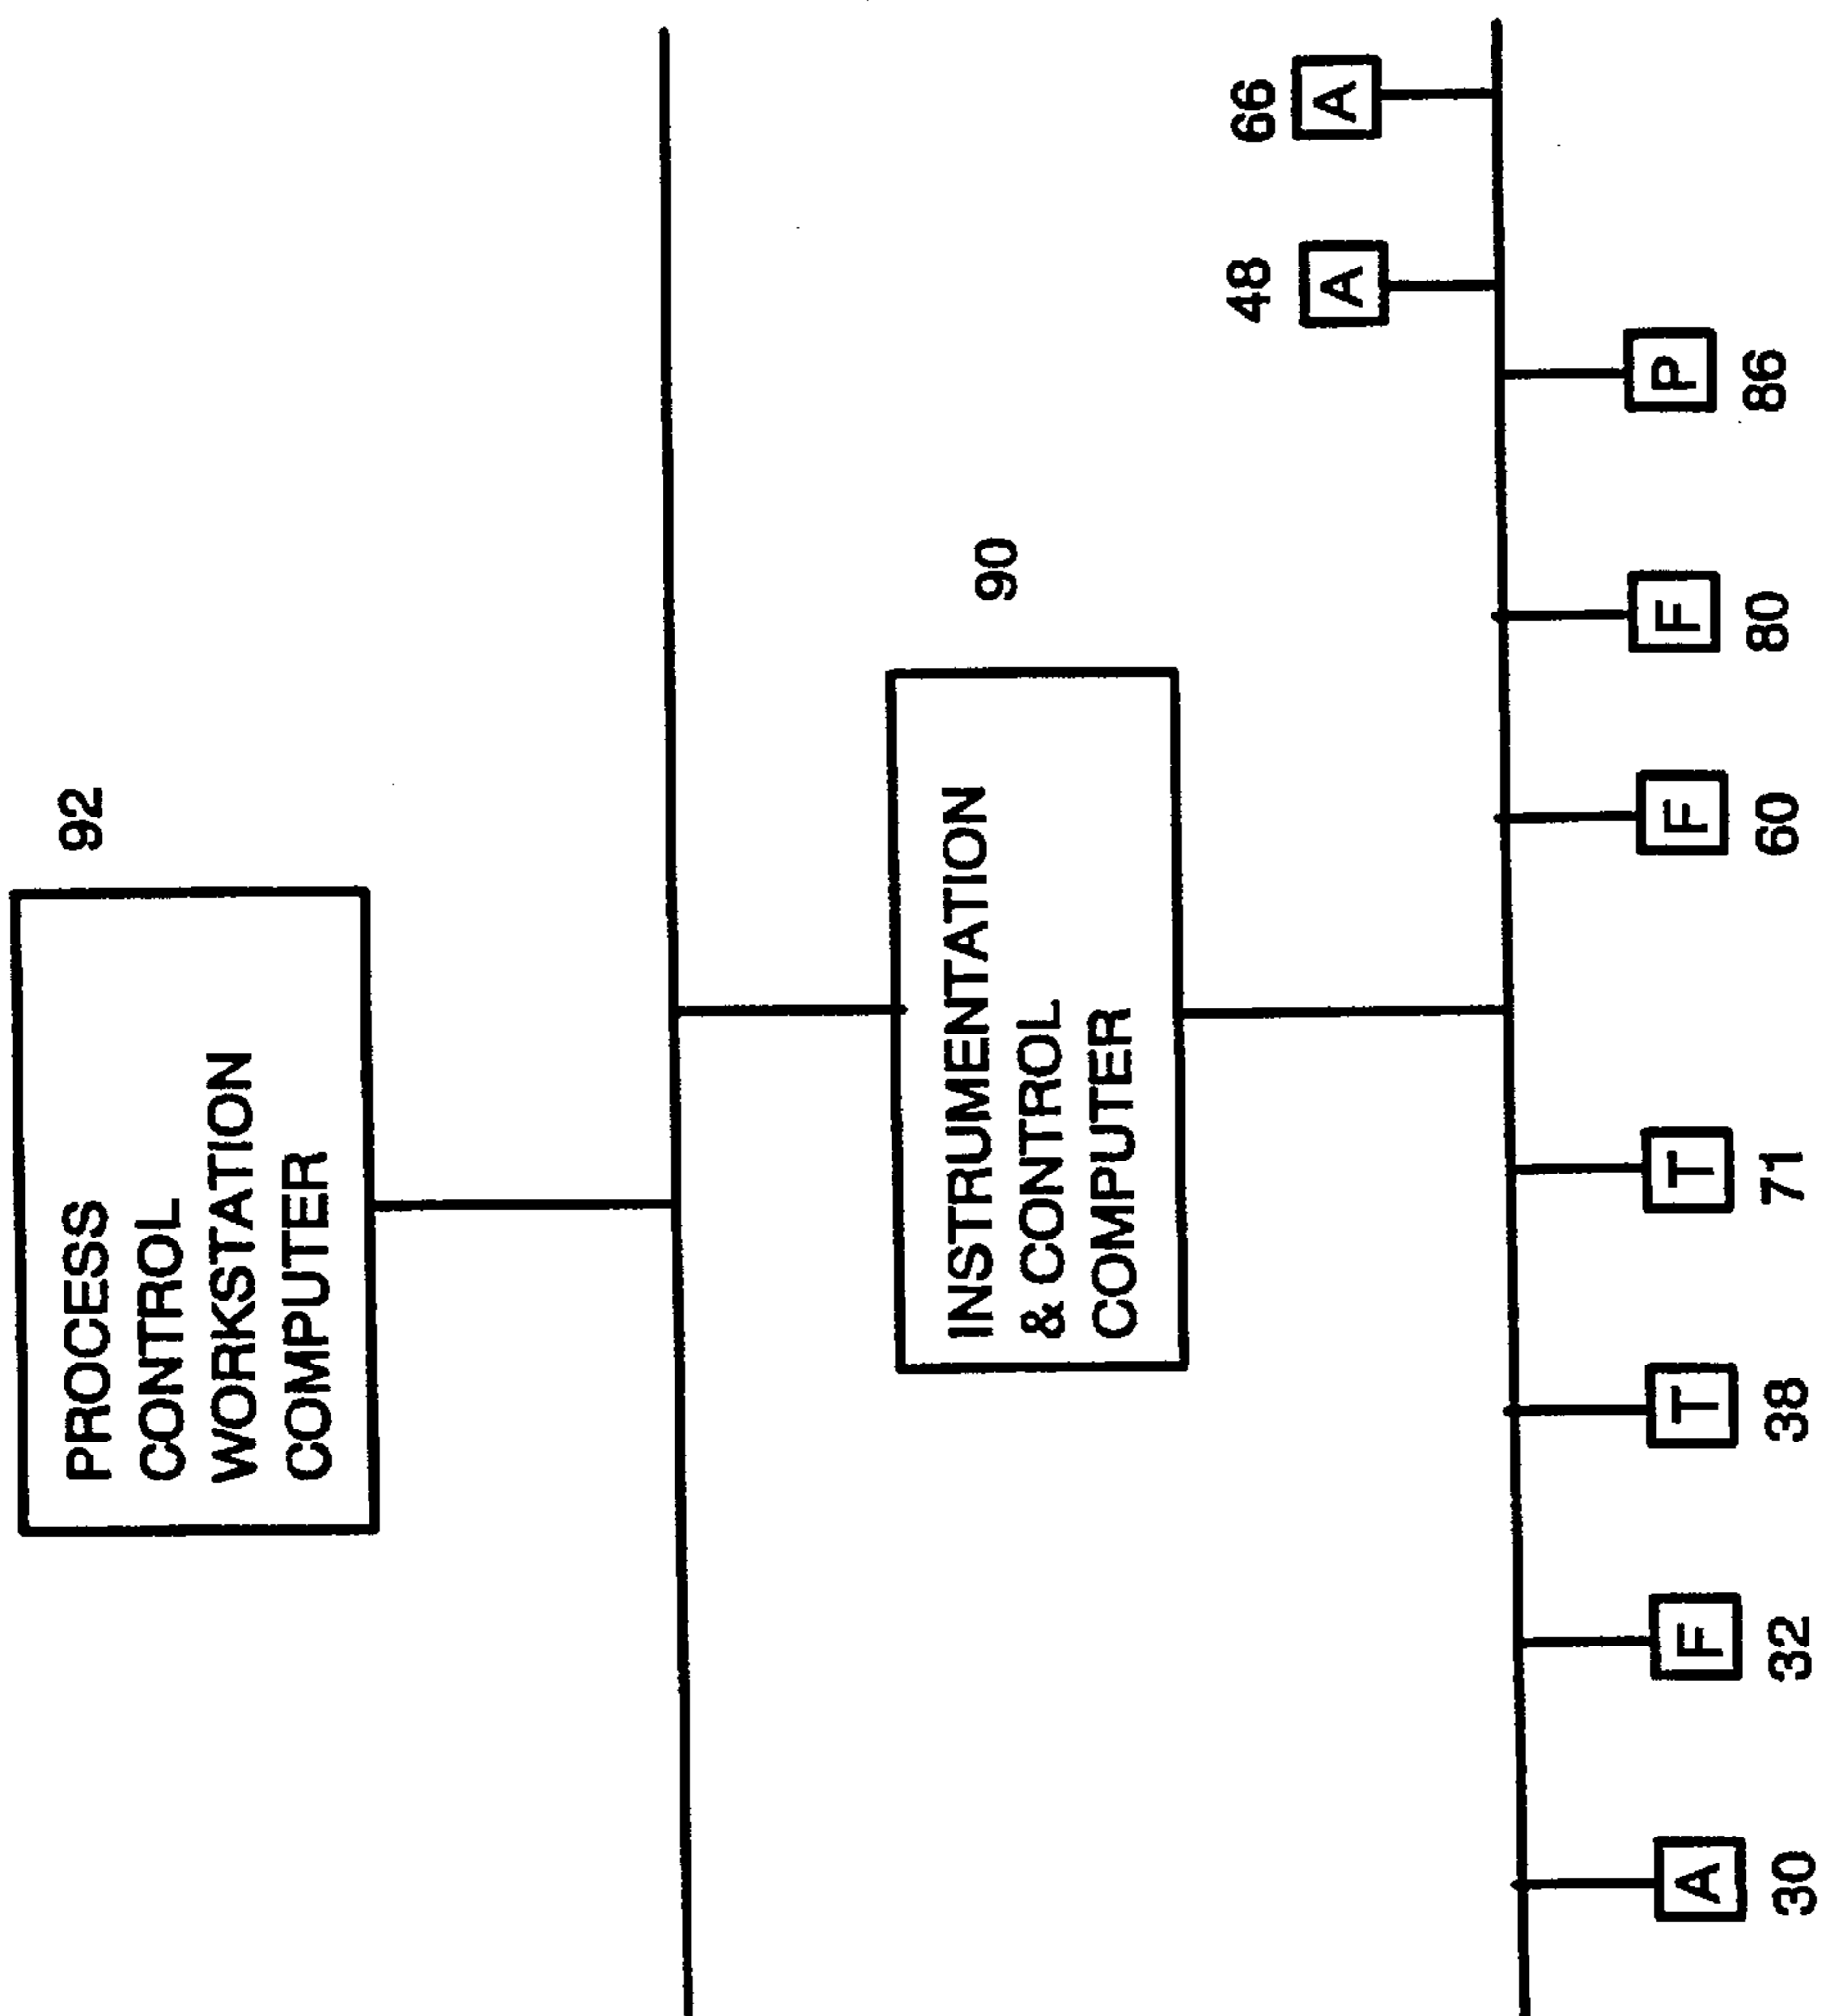 PROCESS
CONTROL
WORKSTATION
COMPUTER
92
INSTRUMENTATION
& CONTROL
COMPUTER
90
48
A
66
A
A
30
F
32
T
38
T
71
F
60
F
80
P
86